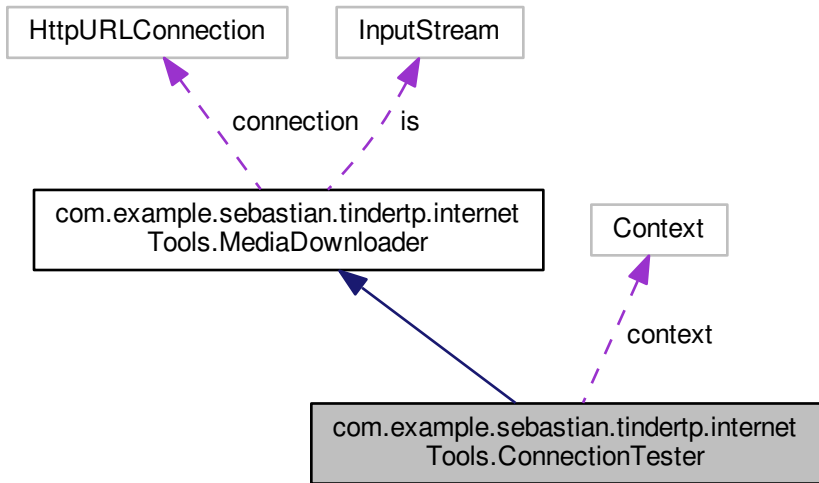 HttpURLConnection
InputStream
connection
is
com.example.sebastian.tindertp.internet
Tools.MediaDownloader
Context
context
com.example.sebastian.tindertp.internet
Tools.ConnectionTester